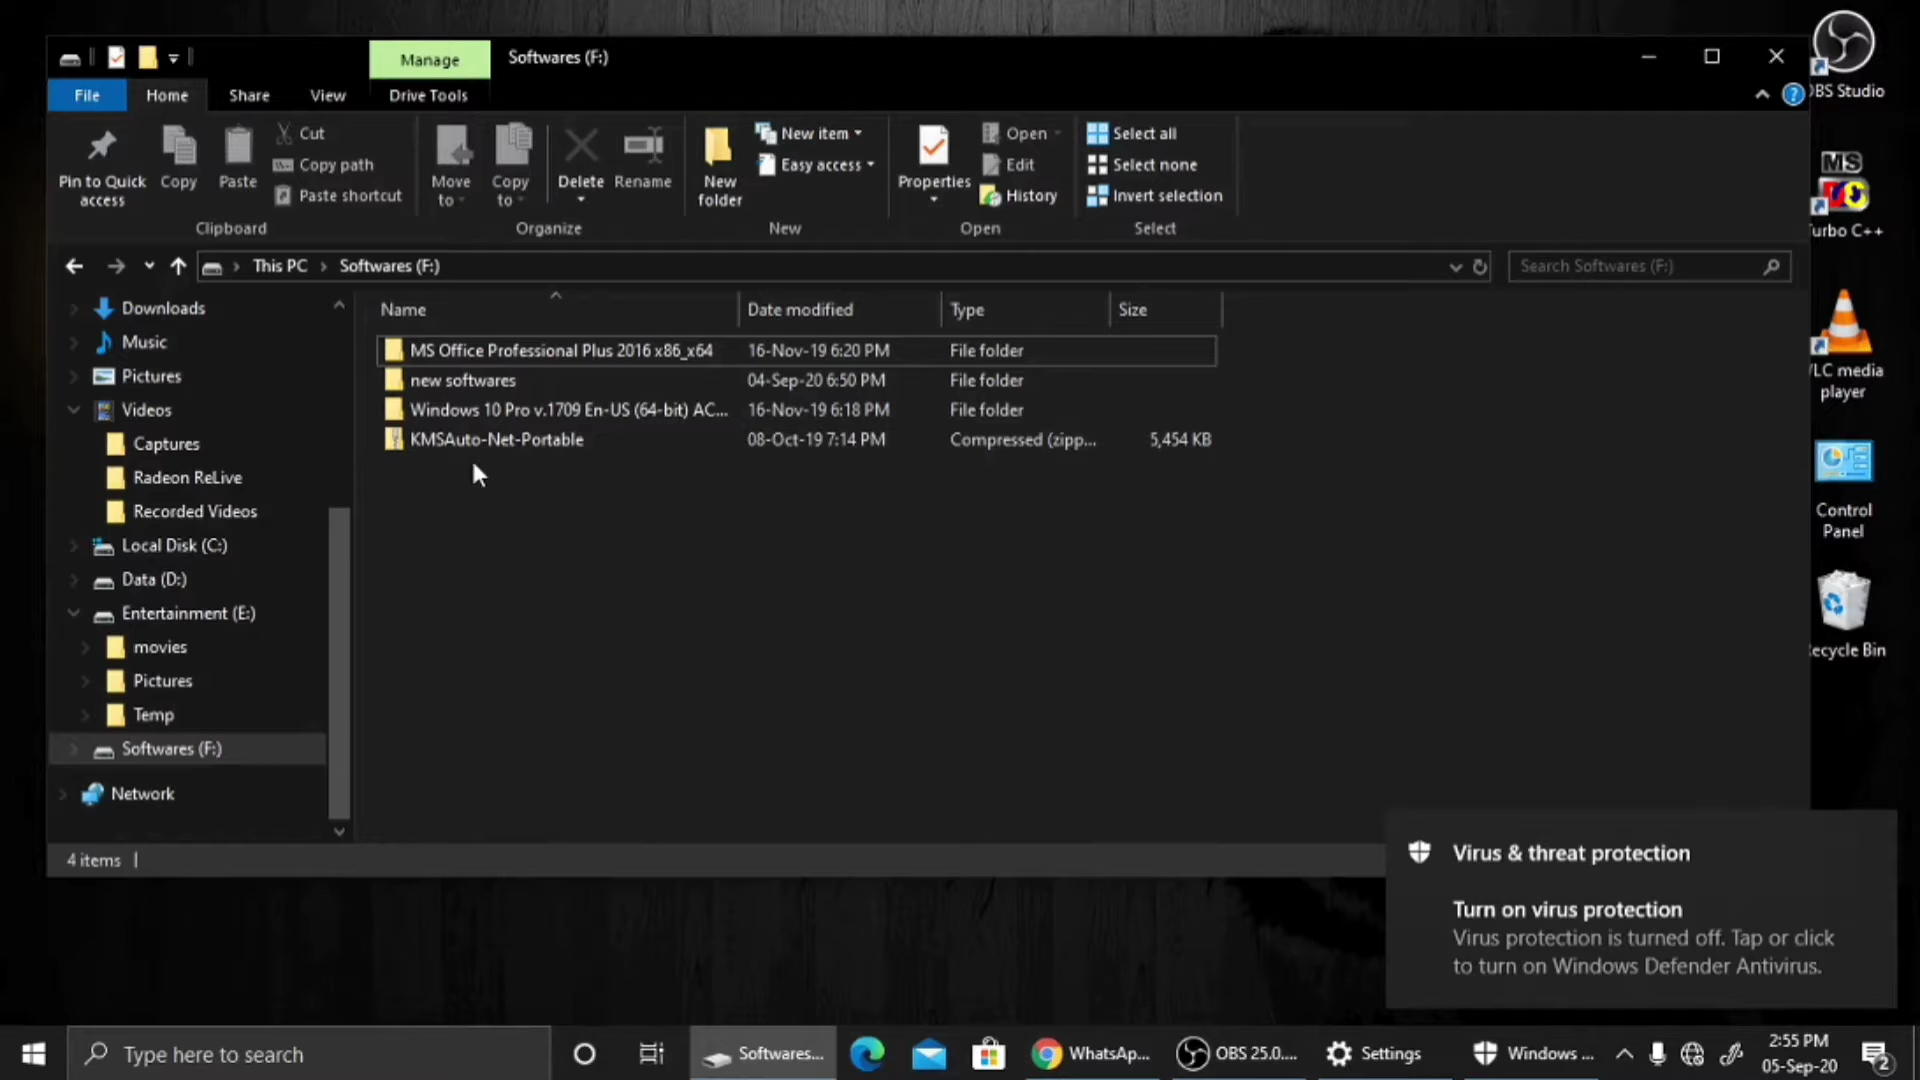 Manage
Softwares (F:)
File
Home
Share
View
Drive Tools
Pin to Quick
access
Copy
Paste
Cut
Copy path
Paste shortcut
Clipboard
Move
to
Copy
to
Delete
Rename
Organize
New
folder
New item
Easy access
New
Properties
Open
Edit
History
Open
Select all
Select none
Invert selection
Select
This PC
Softwares (F:)
Search Softwares (F:)
Downloads
Music
Pictures
Videos
Captures
Radeon ReLive
Recorded Videos
Local Disk (C:)
Data (D:)
Entertainment (E:)
movies
Pictures
Temp
Softwares (F:)
Network
Name Date modified Type Size
MS Office Professional Plus 2016 x86_x64 16-Nov-19 6:20 PM File folder
new softwares 04-Sep-20 6:50 PM File folder
Windows 10 Pro v.1709 En-US (64-bit) AC... 16-Nov-19 6:18 PM File folder
KMSAuto-Net-Portable 08-Oct-19 7:14 PM Compressed (zipp... 5,454 KB
4 items
OBS Studio
MS
Turbo C++
VLC media
player
Control
Panel
Recycle Bin
Virus & threat protection
Turn on virus protection
Virus protection is turned off. Tap or click
to turn on Windows Defender Antivirus.
Type here to search
Softwares...
WhatsAp...
OBS 25.0....
Settings
Windows ...
2:55 PM
05-Sep-20
2